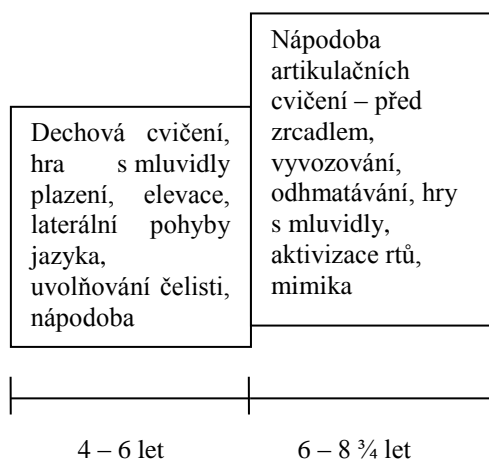 Dechová cvičení,
hra s mluvidly
plazení, elevace,
laterální pohyby
jazyka,
uvolňování čelisti,
nápodoba
Nápodoba
artikulačních
cvičení – před
zrcadlem,
vyvozování,
odhmatávání, hry
s mluvidly,
aktivizace rtů,
mimika
4 – 6 let
6 – 8 ¾ let